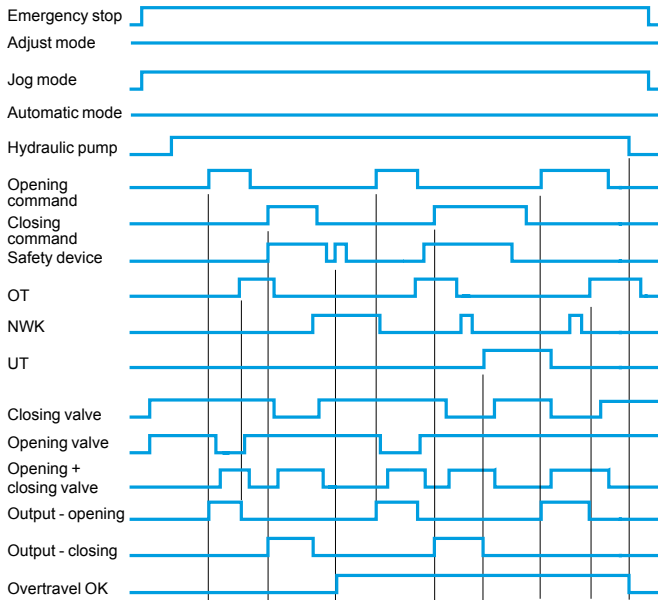 Emergency stop
Adjust mode
Jog mode
Automatic mode
Hydraulic pump
Opening
command
Closing
command
Safety device
OT
NWK
UT
Closing valve
Opening valve
Opening +
closing valve
Output - opening
Output - closing
Overtravel OK